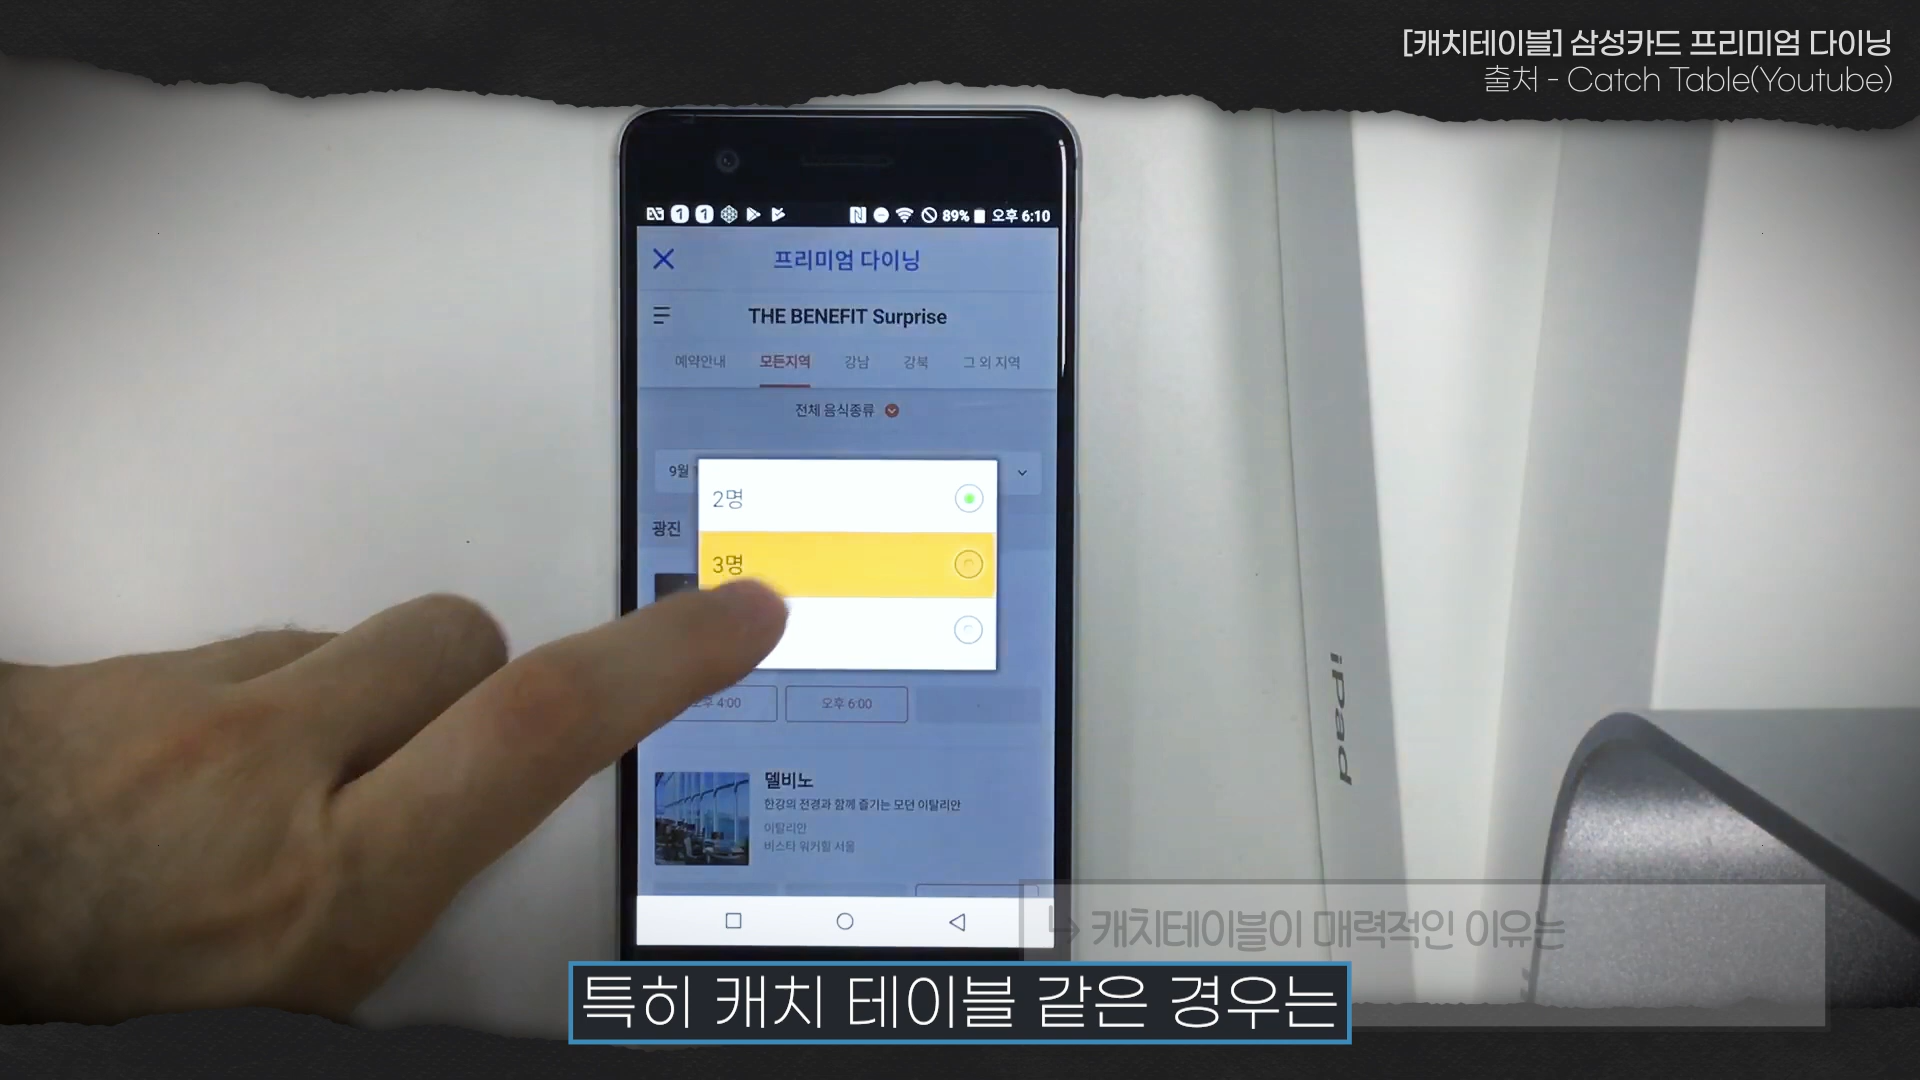 [캐치테이블] 삼성카드 프리미엄 다이닝
출처 - Catch Table(Youtube)
89% 오후 6:10
프리미엄 다이닝
THE BENEFIT Surprise
예약안내 모든지역 강남 강북 그 외 지역
전체 음식종류
9월
2명
광진
3명
오후 4:00 오후 6:00
델비노
한강의 전경과 함께 즐기는 모던 이탈리안
이탈리안
비스타 워커힐 서울
iPad
↳ 캐치테이블이 매력적인 이유는
특히 캐치 테이블 같은 경우는